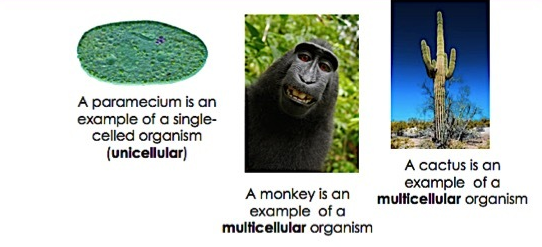 A paramecium is an
example of a single-
celled organism
(unicellular)
A monkey is an
example of a
multicellular organism
A cactus is an
example of a
multicellular organism